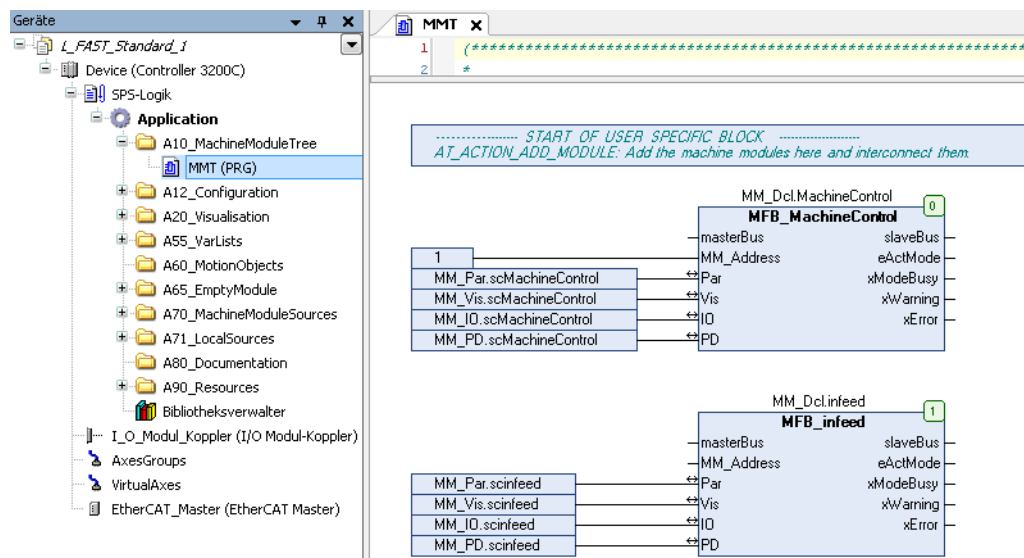 Geräte
L_FAST_Standard_1
Device (Controller 3200C)
SPS-Logik
Application
A10_MachineModuleTree
MMT (PRG)
A12_Configuration
A20_Visualisation
A55_VarLists
A60_MotionObjects
A65_EmptyModule
A70_MachineModuleSources
A71_LocalSources
A80_Documentation
A90_Resources
Bibliotheksverwalter
I_O_Modul_Koppler (I/O Modul-Koppler)
AxesGroups
VirtualAxes
EtherCAT_Master (EtherCAT Master)
MMT
1 (*****************************************************************
2 *
------------------ START OF USER SPECIFIC BLOCK ------------------
AT_ACTION_ADD_MODULE: Add the machine modules here and interconnect them.
MM_Dcl.MachineControl
0
MFB_MachineControl
masterBus slaveBus
1 MM_Address eActMode
MM_Par.scMachineControl Par xModeBusy
MM_Vis.scMachineControl Vis xWarning
MM_IO.scMachineControl IO xError
MM_PD.scMachineControl PD
MM_Dcl.infeed
1
MFB_infeed
masterBus slaveBus
MM_Address eActMode
MM_Par.scinfeed Par xModeBusy
MM_Vis.scinfeed Vis xWarning
MM_IO.scinfeed IO xError
MM_PD.scinfeed PD